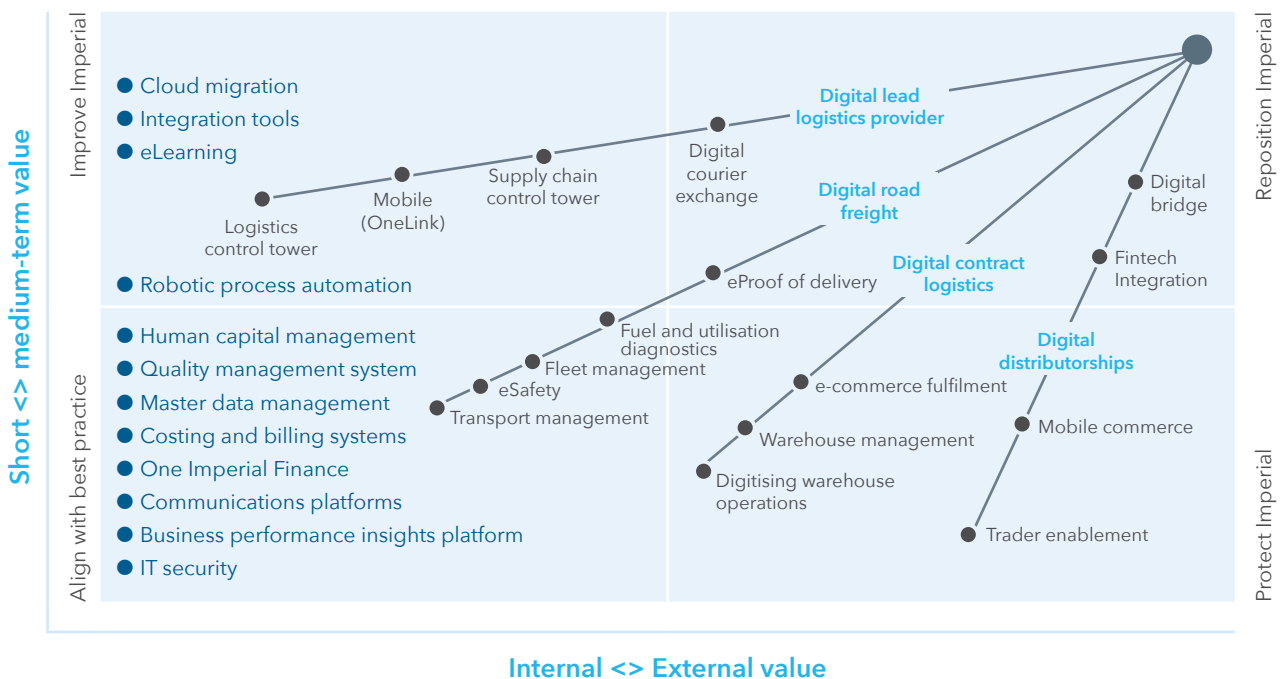 Short <> medium-term value
Improve Imperial
Align with best practice
Cloud migration
Integration tools
eLearning
Robotic process automation
Human capital management
Quality management system
Master data management
Costing and billing systems
One Imperial Finance
Communications platforms
Business performance insights platform
IT security
Logistics
control tower
Mobile
(OneLink)
Supply chain
control tower
Digital
courier
exchange
Digital lead
logistics provider
Transport management
eSafety
Fleet management
Fuel and utilisation
diagnostics
eProof of delivery
Digital road
freight
Digitising warehouse
operations
Warehouse management
e-commerce fulfilment
Digital contract
logistics
Trader enablement
Mobile commerce
Digital
distributorships
Fintech
Integration
Digital
bridge
Reposition Imperial
Protect Imperial
Internal <> External value